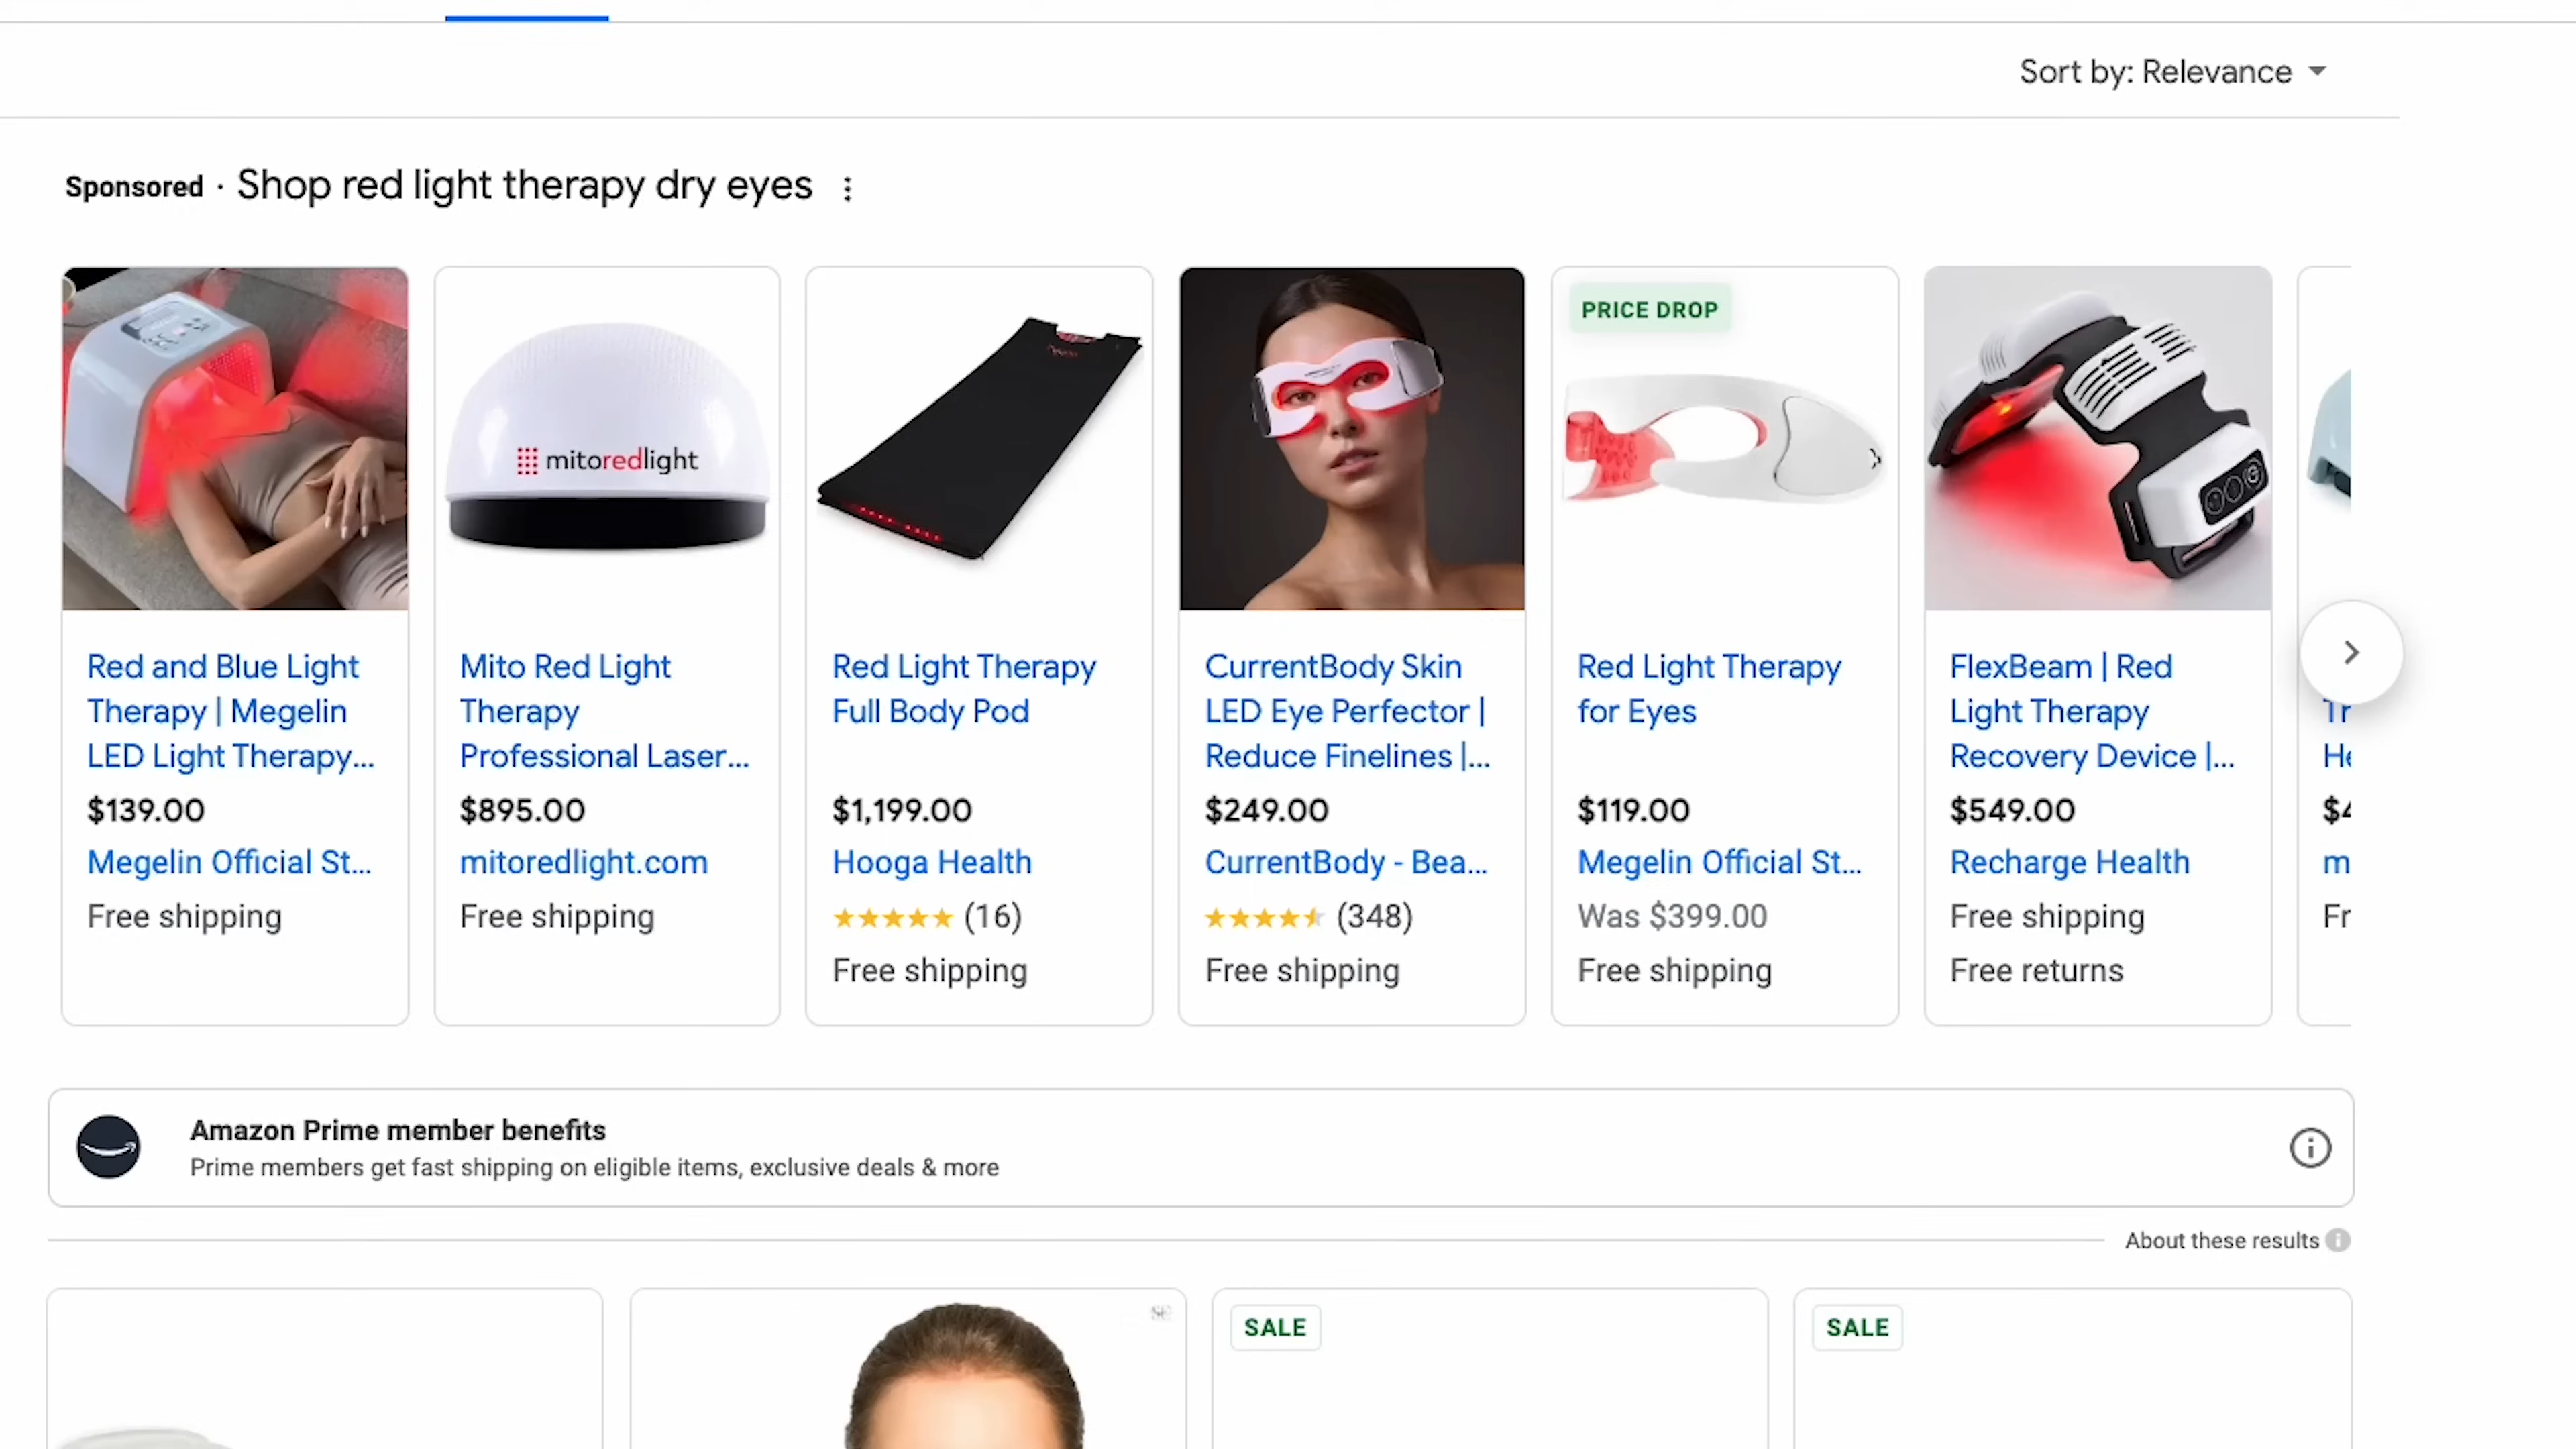 Sort by: Relevance
Sponsored · Shop red light therapy dry eyes
mitoredlight
PRICE DROP
Red and Blue Light
Therapy | Megelin
LED Light Therapy...
$139.00
Megelin Official St...
Free shipping
Mito Red Light
Therapy
Professional Laser...
$895.00
mitoredlight.com
Free shipping
Red Light Therapy
Full Body Pod
$1,199.00
Hooga Health
(16)
Free shipping
CurrentBody Skin
LED Eye Perfector |
Reduce Finelines |...
$249.00
CurrentBody - Bea...
(348)
Free shipping
Red Light Therapy
for Eyes
$119.00
Megelin Official St...
Was $399.00
Free shipping
FlexBeam | Red
Light Therapy
Recovery Device |...
$549.00
Recharge Health
Free shipping
Free returns
Amazon Prime member benefits
Prime members get fast shipping on eligible items, exclusive deals & more
About these results
SALE
SALE